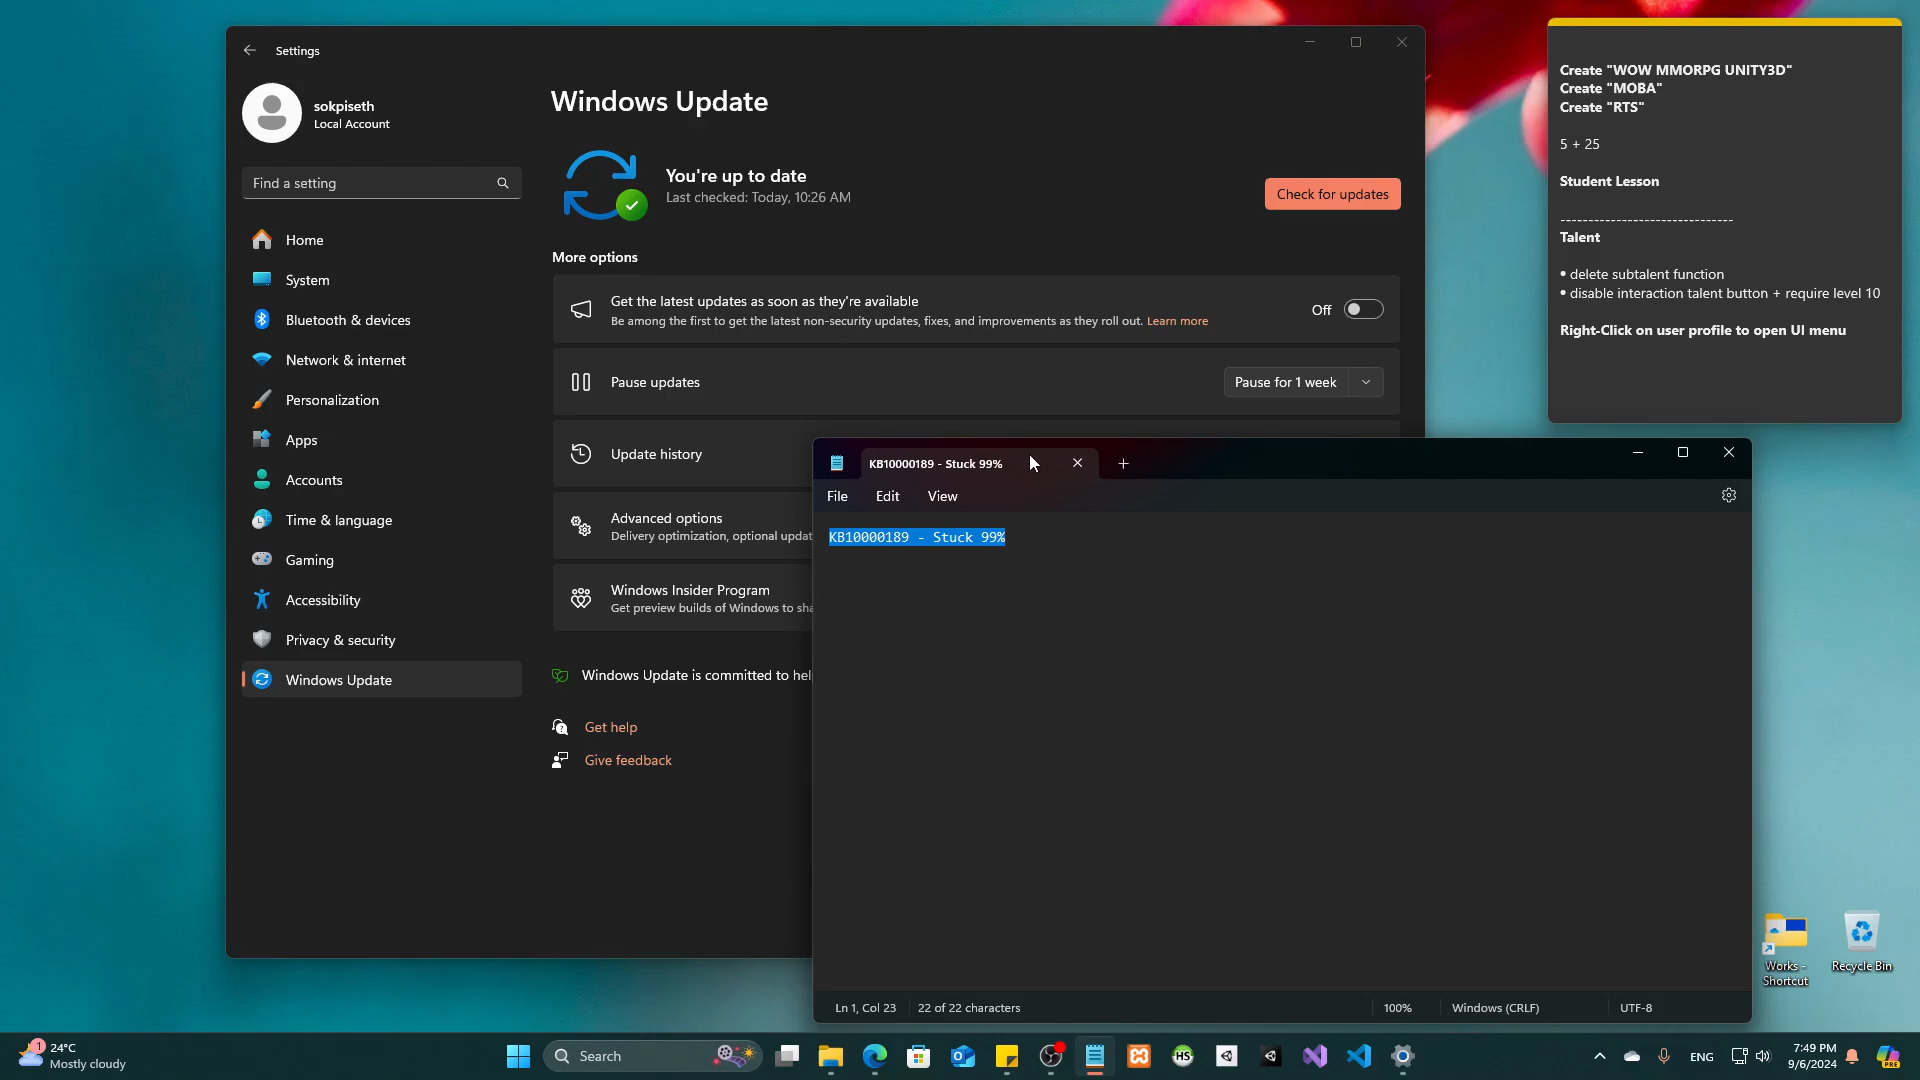 Settings
sokpiseth
Local Account
Find a setting
Home
System
Bluetooth & devices
Network & internet
Personalization
Apps
Accounts
Time & language
Gaming
Accessibility
Privacy & security
Windows Update
Windows Update
You're up to date
Last checked: Today, 10:26 AM
Check for updates
More options
Get the latest updates as soon as they're available
Be among the first to get the latest non-security updates, fixes, and improvements as they roll out. Learn more
Off
Pause updates
Pause for 1 week
Update history
Advanced options
Delivery optimization, optional updat
Windows Insider Program
Get preview builds of Windows to sha
Windows Update is committed to hel
Get help
Give feedback
KB10000189 - Stuck 99%
File
Edit
View
KB10000189 - Stuck 99%
Ln 1, Col 23
22 of 22 characters
100%
Windows (CRLF)
UTF-8
Create "WOW MMORPG UNITY3D"
Create "MOBA"
Create "RTS"
5 + 25
Student Lesson
--------------------------------
Talent
• delete subtalent function
• disable interaction talent button + require level 10
Right-Click on user profile to open UI menu
Works -
Shortcut
Recycle Bin
1
24°C
Mostly cloudy
Search
HS
PRE
ENG
7:49 PM
9/6/2024